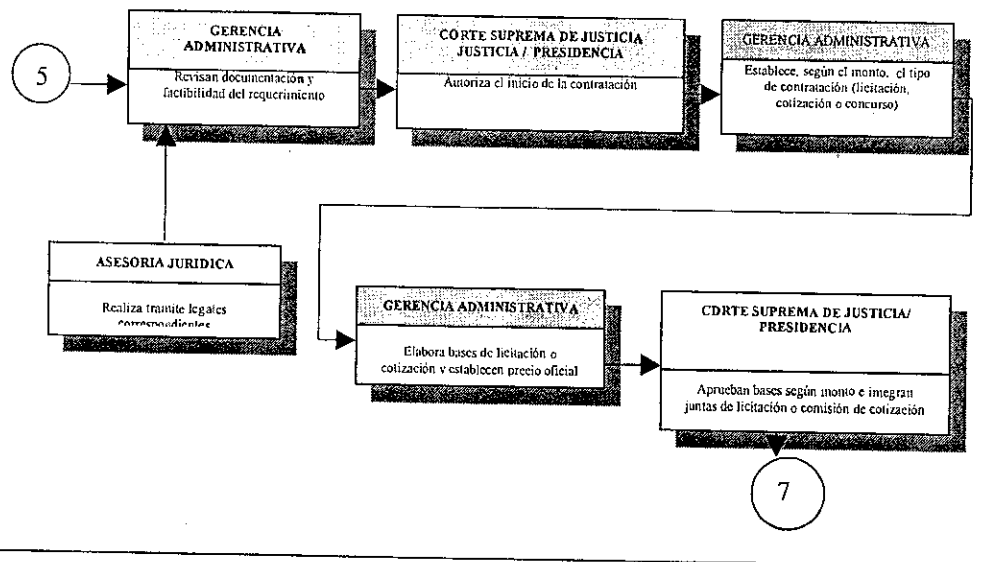 5
GERENCIA
ADMINISTRATIVA
Revisan documentación y
factibilidad del requerimiento
CORTE SUPREMA DE JUSTICIA
JUSTICIA / PRESIDENCIA
Autoriza el inicio de la contratación
GERENCIA ADMINISTRATIVA
Establece, según el monto, el tipo
de contratación (licitación,
cotización o concurso)
ASESORIA JURIDICA
Realiza tramite legales
correspondientes
GERENCIA ADMINISTRATIVA
Elabora bases de licitación o
cotización y establecen precio oficial
CORTE SUPREMA DE JUSTICIA/
PRESIDENCIA
Aprueban bases según monto e integran
juntas de licitación o comisión de cotización
7